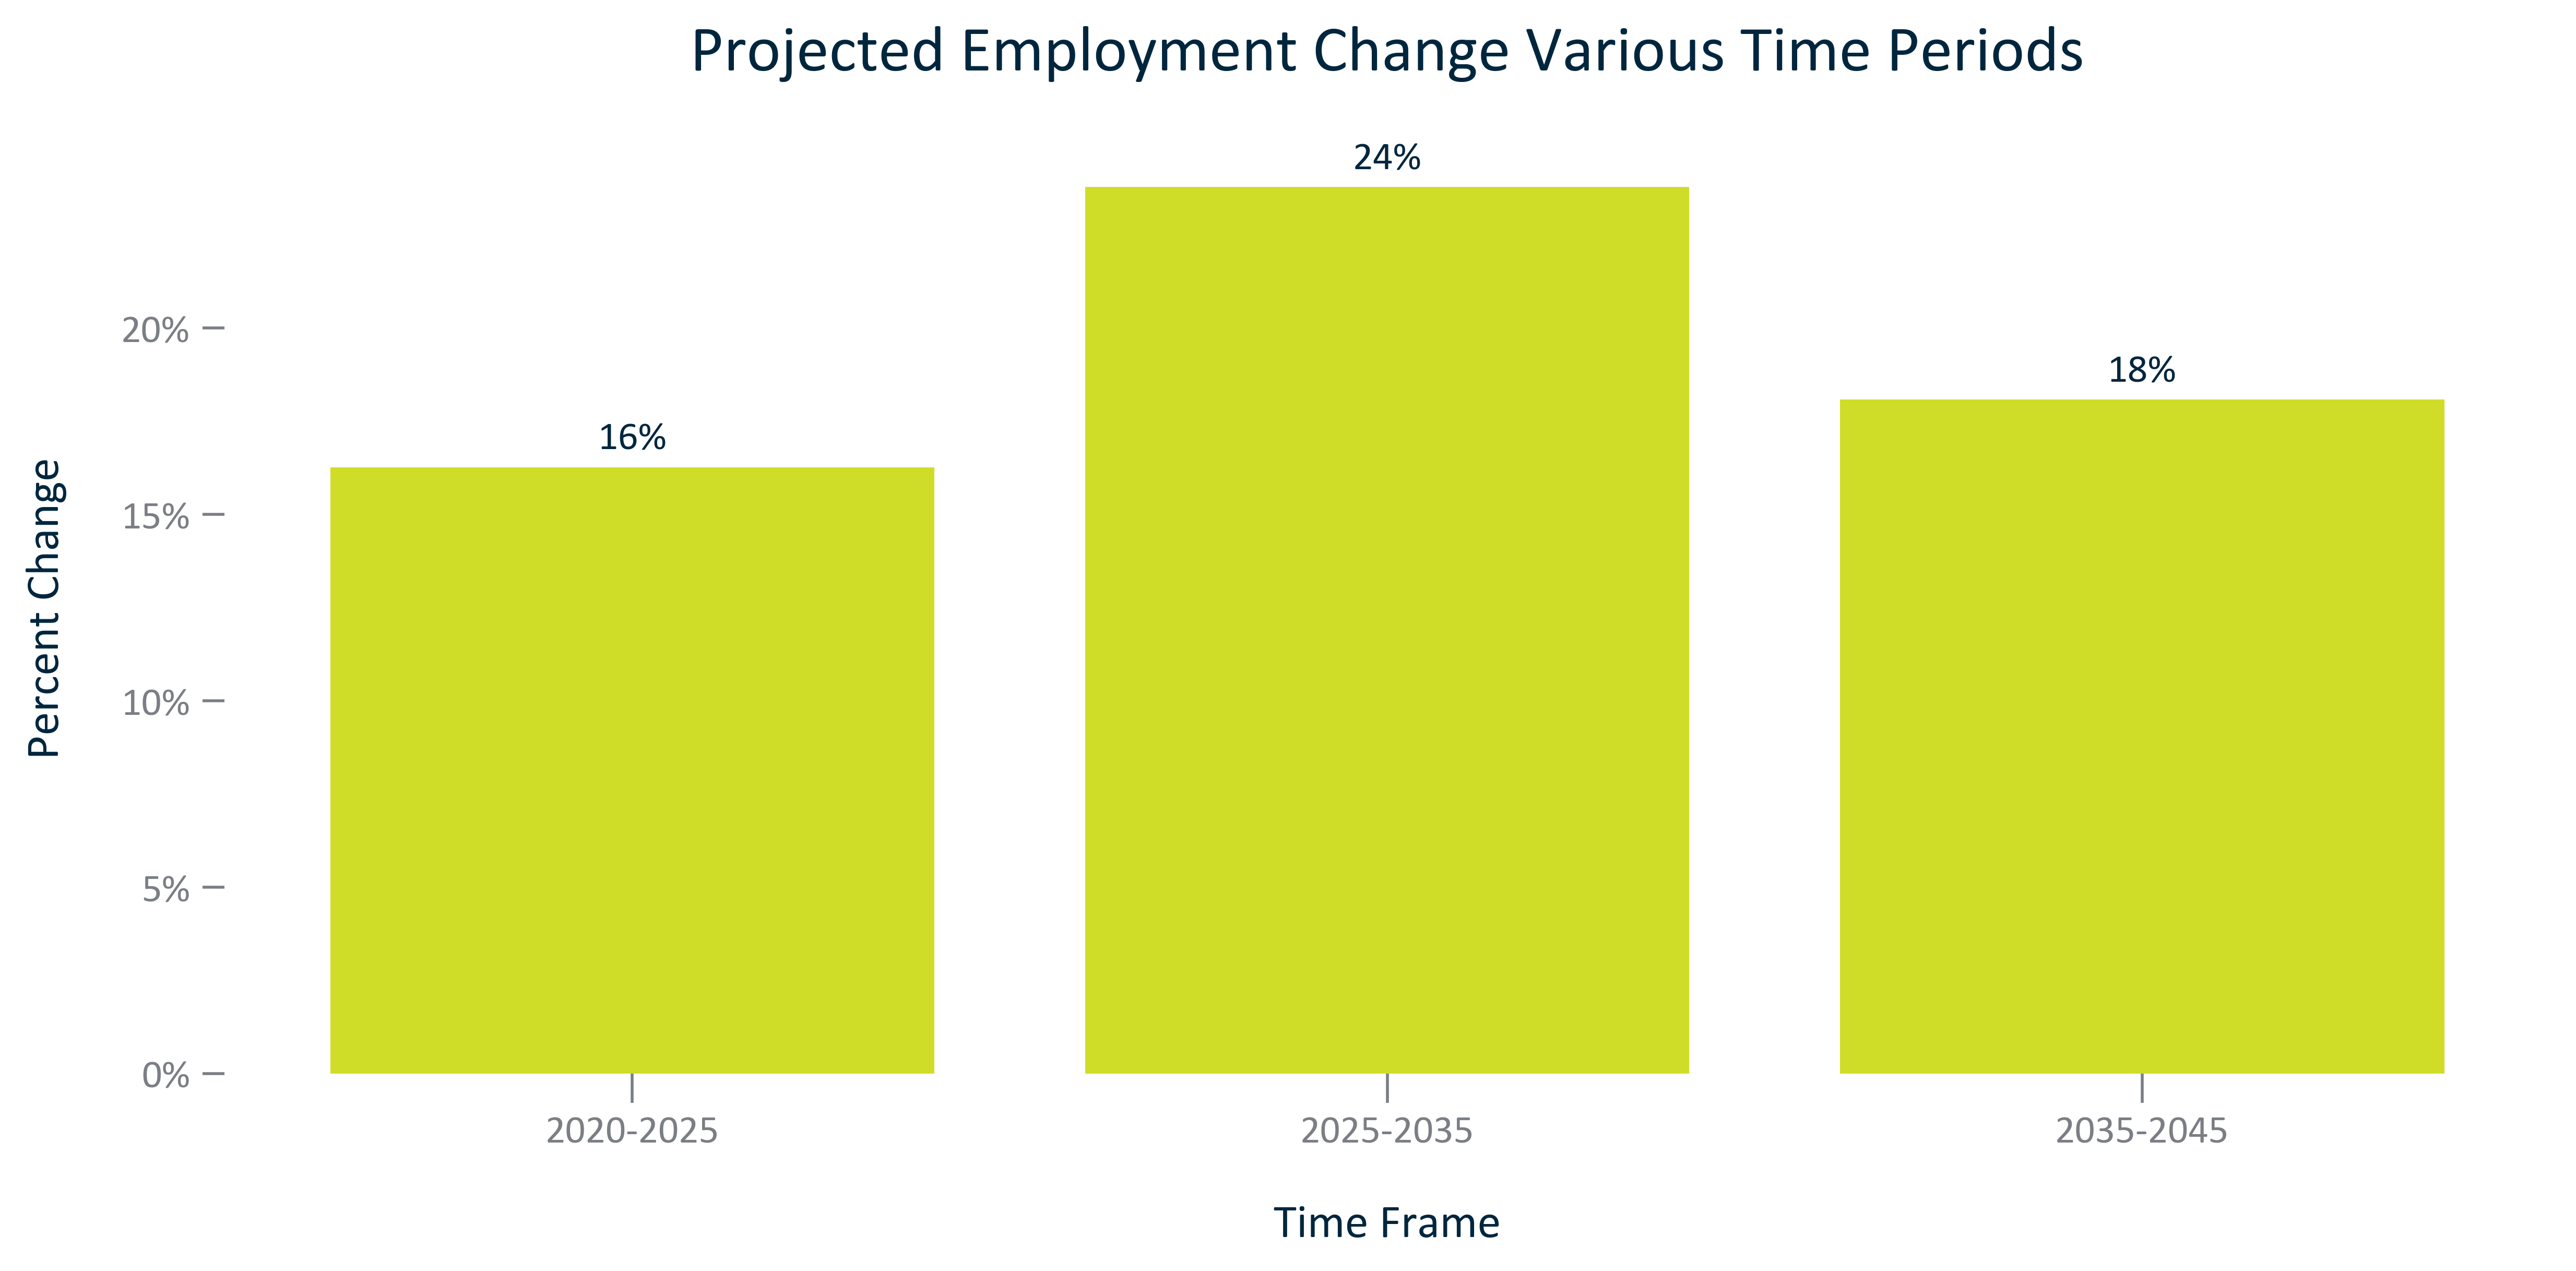 Projected Employment Change Various Time Periods
24%
20%
18%
16%
15%
10%
5%
0%
Percent Change
2020-2025 2025-2035 2035-2045
Time Frame